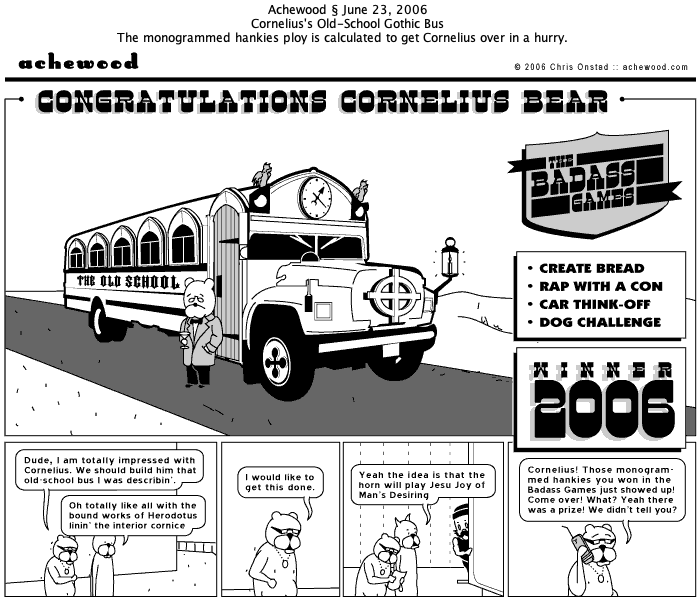 Achewood § June 23, 2006
Cornelius's Old-School Gothic Bus
The monogrammed hankies ploy is calculated to get Cornelius over in a hurry.
achewood
© 2006 Chris Onstad :: achewood.com
CONGRATULATIONS CORNELIUS BEAR
THE
BADASS
GAMES
THE OLD SCHOOL
• CREATE BREAD
• RAP WITH A CON
• CAR THINK-OFF
• DOG CHALLENGE
WINNER
2006
Dude, I am totally impressed with
Cornelius. We should build him that
old-school bus I was describin'.
Oh totally like all with the
bound works of Herodotus
linin' the interior cornice
I would like to
get this done.
Yeah the idea is that the
horn will play Jesu Joy of
Man's Desiring
Cornelius! Those monogram-
med hankies you won in the
Badass Games just showed up!
Come over! What? Yeah there
was a prize! We didn't tell you?